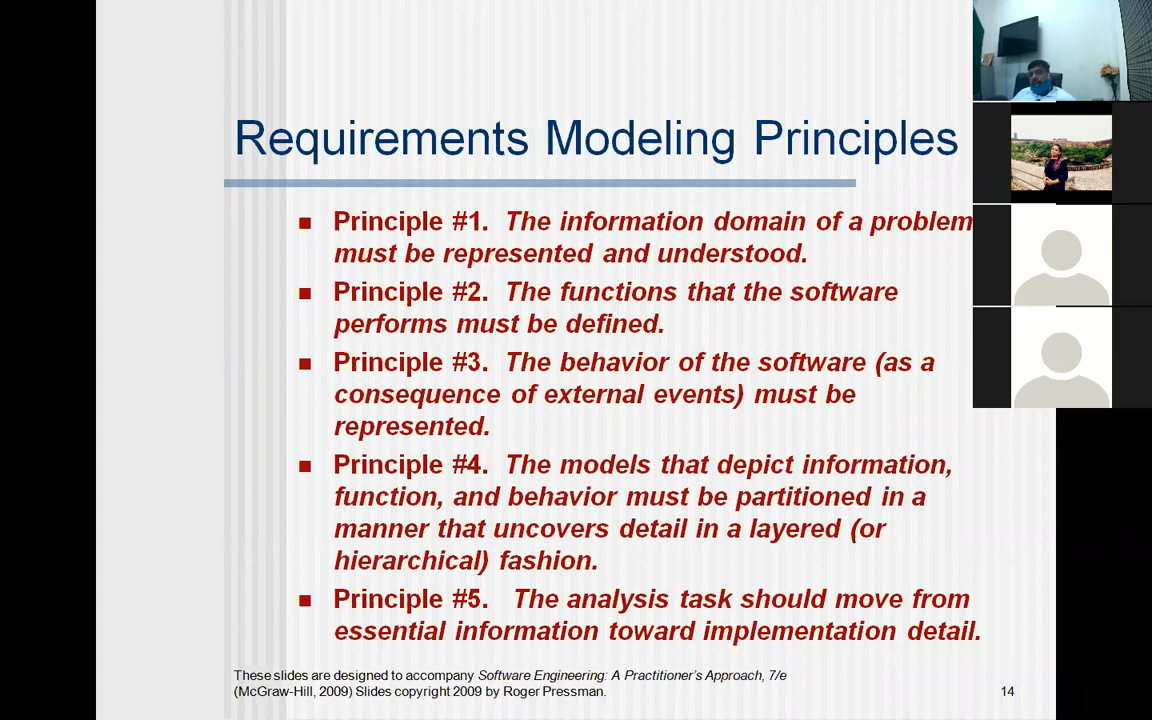 Requirements Modeling Principles
Principle #1. The information domain of a problem
must be represented and understood.
Principle #2. The functions that the software
performs must be defined.
Principle #3. The behavior of the software (as a
consequence of external events) must be
represented.
Principle #4. The models that depict information,
function, and behavior must be partitioned in a
manner that uncovers detail in a layered (or
hierarchical) fashion.
Principle #5. The analysis task should move from
essential information toward implementation detail.
These slides are designed to accompany Software Engineering: A Practitioner's Approach, 7/e
(McGraw-Hill, 2009) Slides copyright 2009 by Roger Pressman.
14